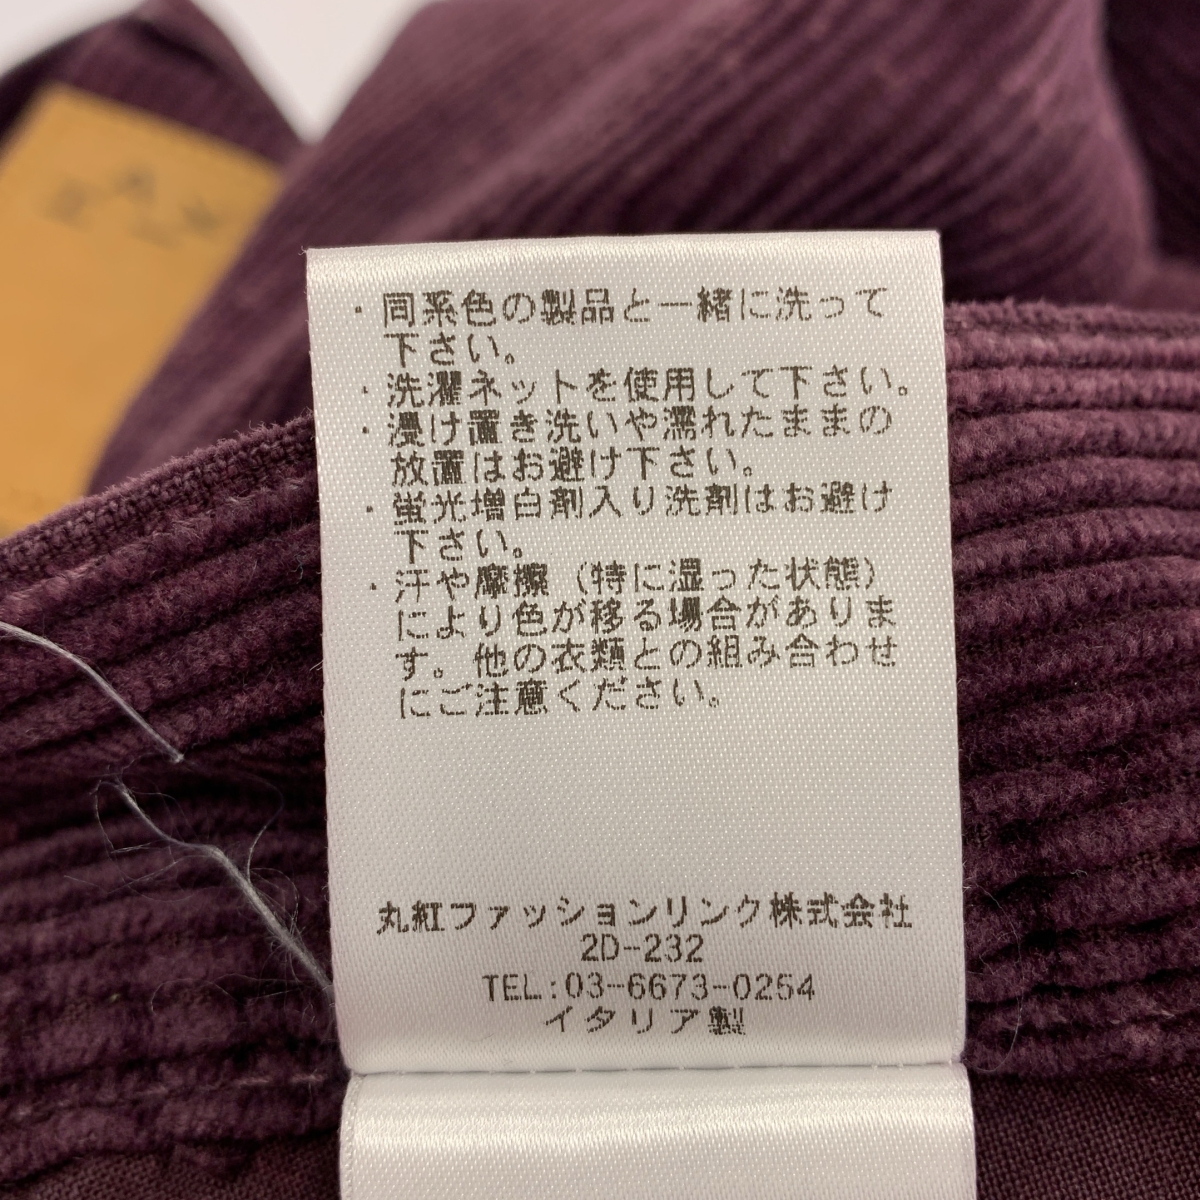 ・同系色の製品と一緒に洗って
下さい。
・洗濯ネットを使用して下さい。
・浸け置き洗いや濡れたままの
放置はお避け下さい。
・蛍光増白剤入り洗剤はお避け
下さい。
・汗や摩擦（特に湿った状態）
により色が移る場合がありま
す。他の衣類との組み合わせ
にご注意ください。
丸紅ファッションリンク株式会社
2D-232
TEL:03-6673-0254
イタリア製